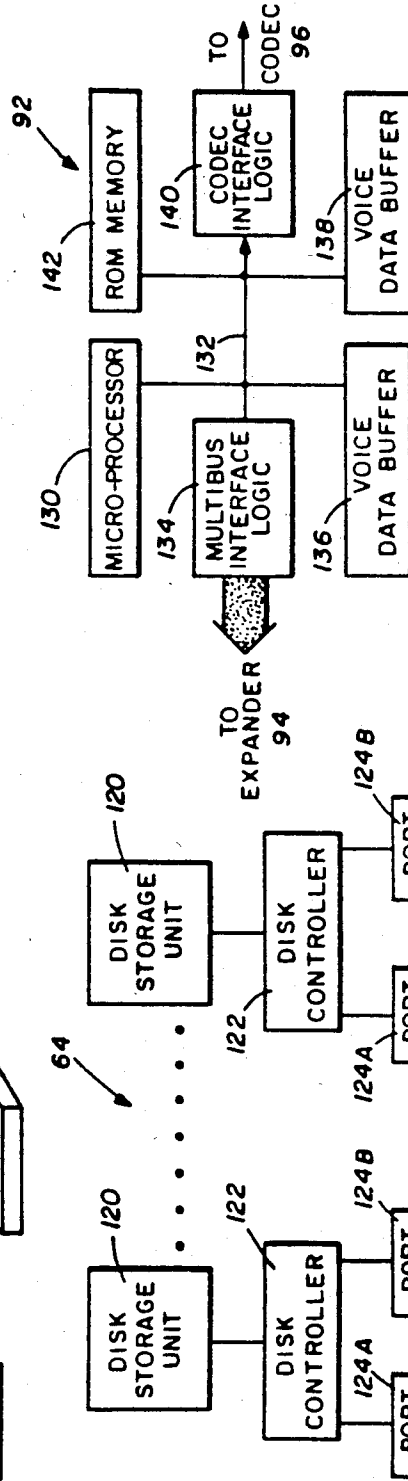 64
120
DISK
STORAGE
UNIT
120
DISK
STORAGE
UNIT
122
DISK
CONTROLLER
122
DISK
CONTROLLER
124A
PORT
124B
PORT
124A
PORT
124B
PORT
92
130
MICRO-PROCESSOR
142
ROM MEMORY
134
MULTIBUS
INTERFACE
LOGIC
TO
EXPANDER
94
132
140
CODEC
INTERFACE
LOGIC
TO
CODEC
96
136
VOICE
DATA BUFFER
138
VOICE
DATA BUFFER